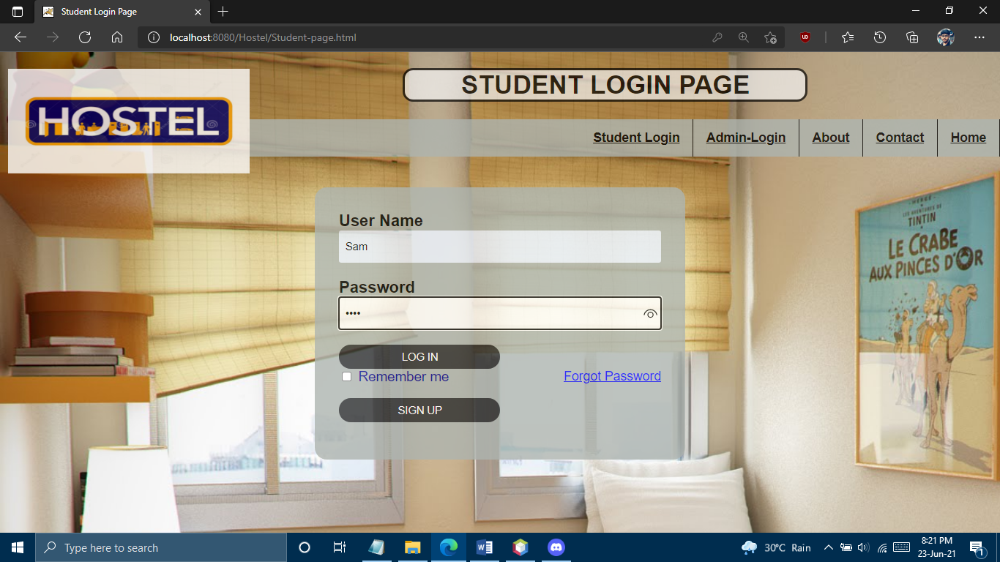 Student Login Page
localhost:8080/Hostel/Student-page.html
STUDENT LOGIN PAGE
HOSTEL
Student Login
Admin-Login
About
Contact
Home
User Name
Sam
Password
••••
LOG IN
Remember me
Forgot Password
SIGN UP
HERGÉ
LES AVENTURES DE
TINTIN
LE CRABE
AUX PINCES D'OR
Type here to search
30°C Rain
8:21 PM
23-Jun-21
1